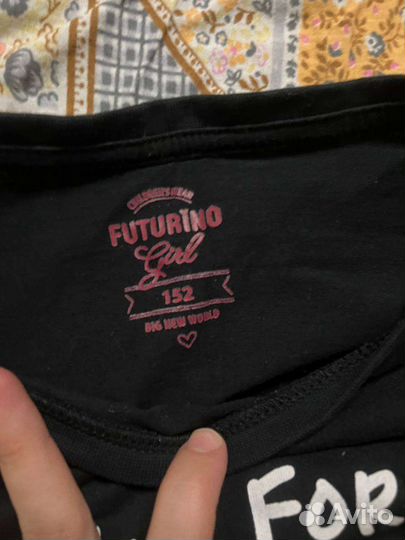 CHILDREN'S WEAR
FUTURINO
Girl
152
BIG NEW WORLD
FOR
Avito